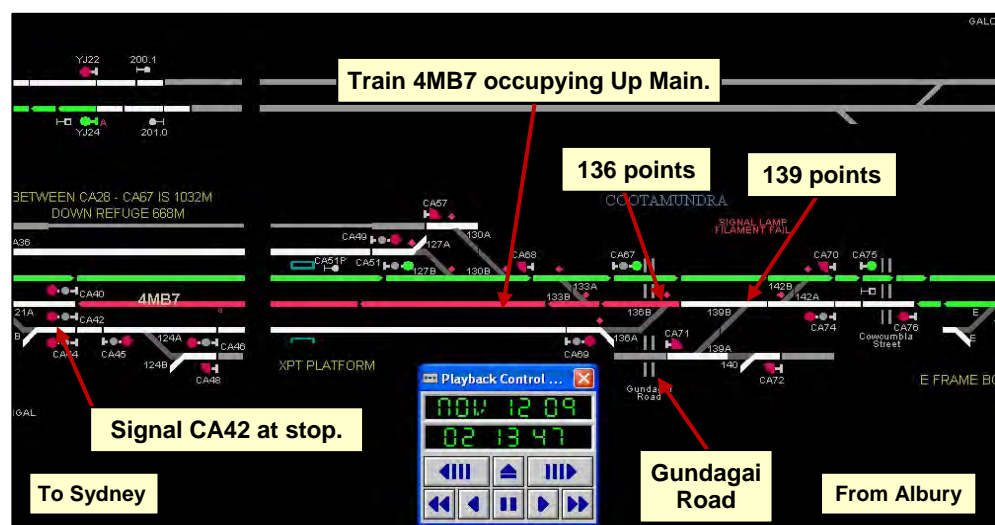 GALO
YJ22 200.1
Train 4MB7 occupying Up Main.
YJ24 A 201.0
136 points 139 points
BETWEEN CA28 - CA67 IS 1032M
DOWN REFUGE 668M
COOTAMUNDRA
SIGNAL LAMP
FILAMENT FAIL
CA57
CA36 CA49 127A 130A
CA51P CA51 127B 130B CA68 CA67 CA70 CA75
CA40 4MB7 133A 133B 142B 142A
21A CA42 124A 136B 139B CA74 CA76
CA44 CA45 CA46 136A CA71 Cowcumbla
Street
124B CA48 XPT PLATFORM CA69 139A 140 CA72 E FRAME BO
Playback Control ...
Gundagai
Road
NOV 12 09
02 13 47
IGAL
Signal CA42 at stop.
Gundagai
Road
To Sydney
From Albury